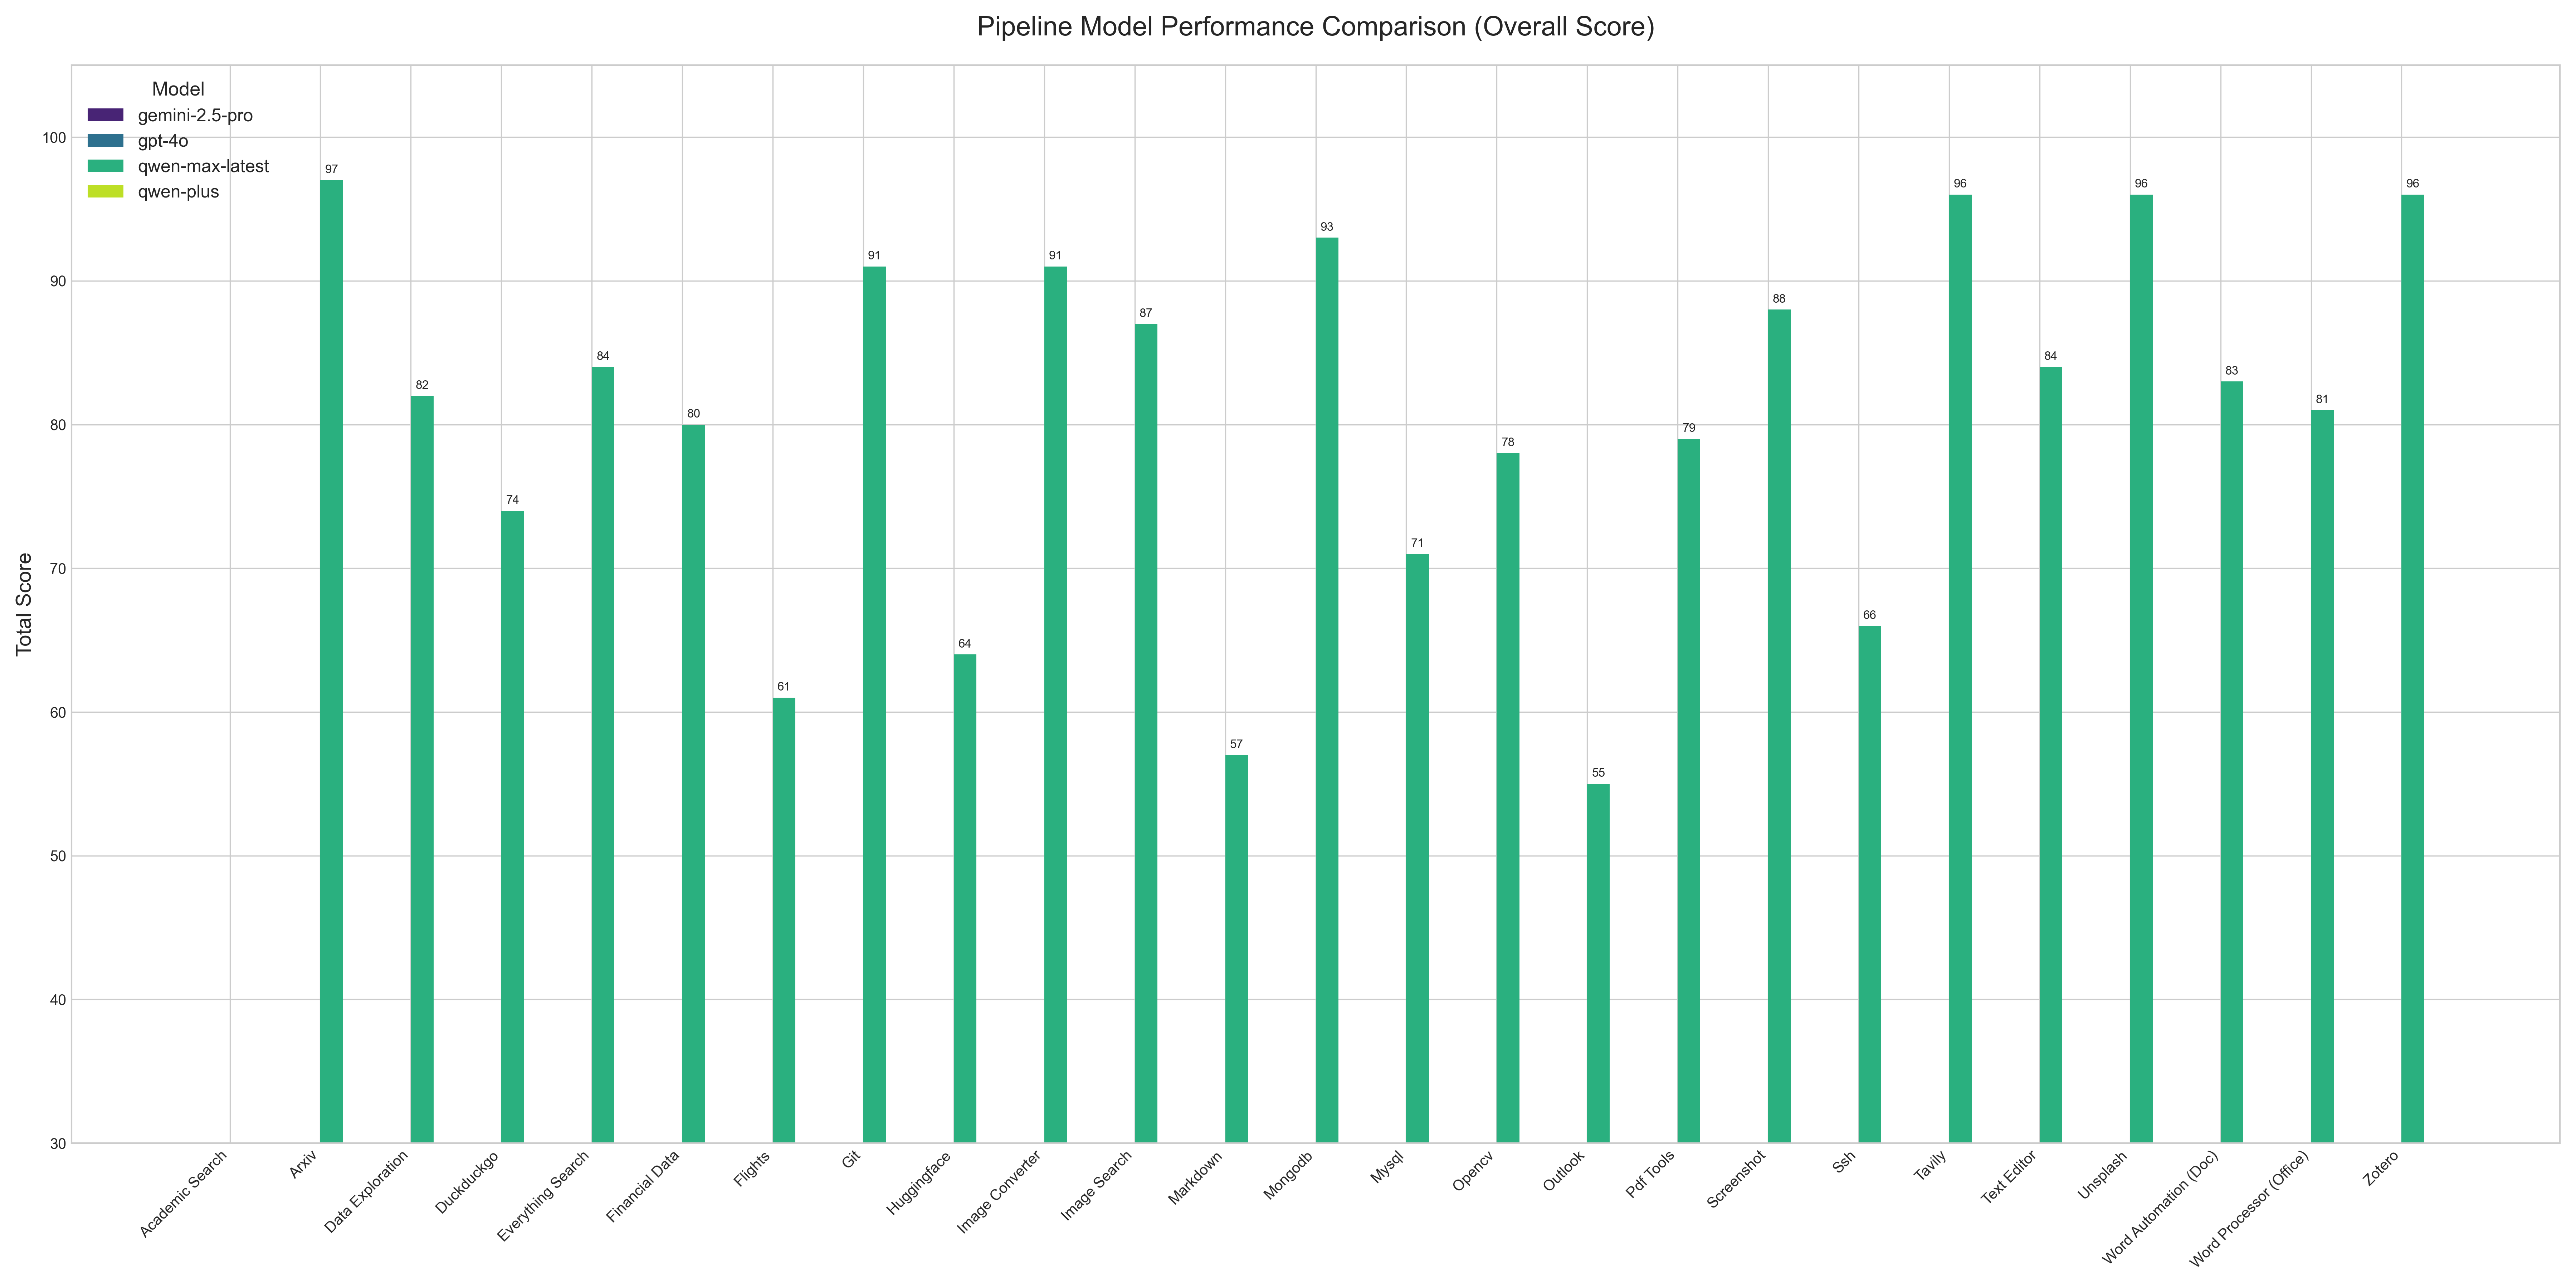 Pipeline Model Performance Comparison (Overall Score)
Model
gemini-2.5-pro
gpt-4o
qwen-max-latest
qwen-plus
Total Score
100
90
80
70
60
50
40
30
97
82
74
84
80
61
91
64
91
87
57
93
71
78
55
79
88
66
96
84
96
83
81
96
Academic Search
Arxiv
Data Exploration
Duckduckgo
Everything Search
Financial Data
Flights
Git
Huggingface
Image Converter
Image Search
Markdown
Mongodb
Mysql
Opencv
Outlook
Pdf Tools
Screenshot
Ssh
Tavily
Text Editor
Unsplash
Word Automation (Doc)
Word Processor (Office)
Zotero